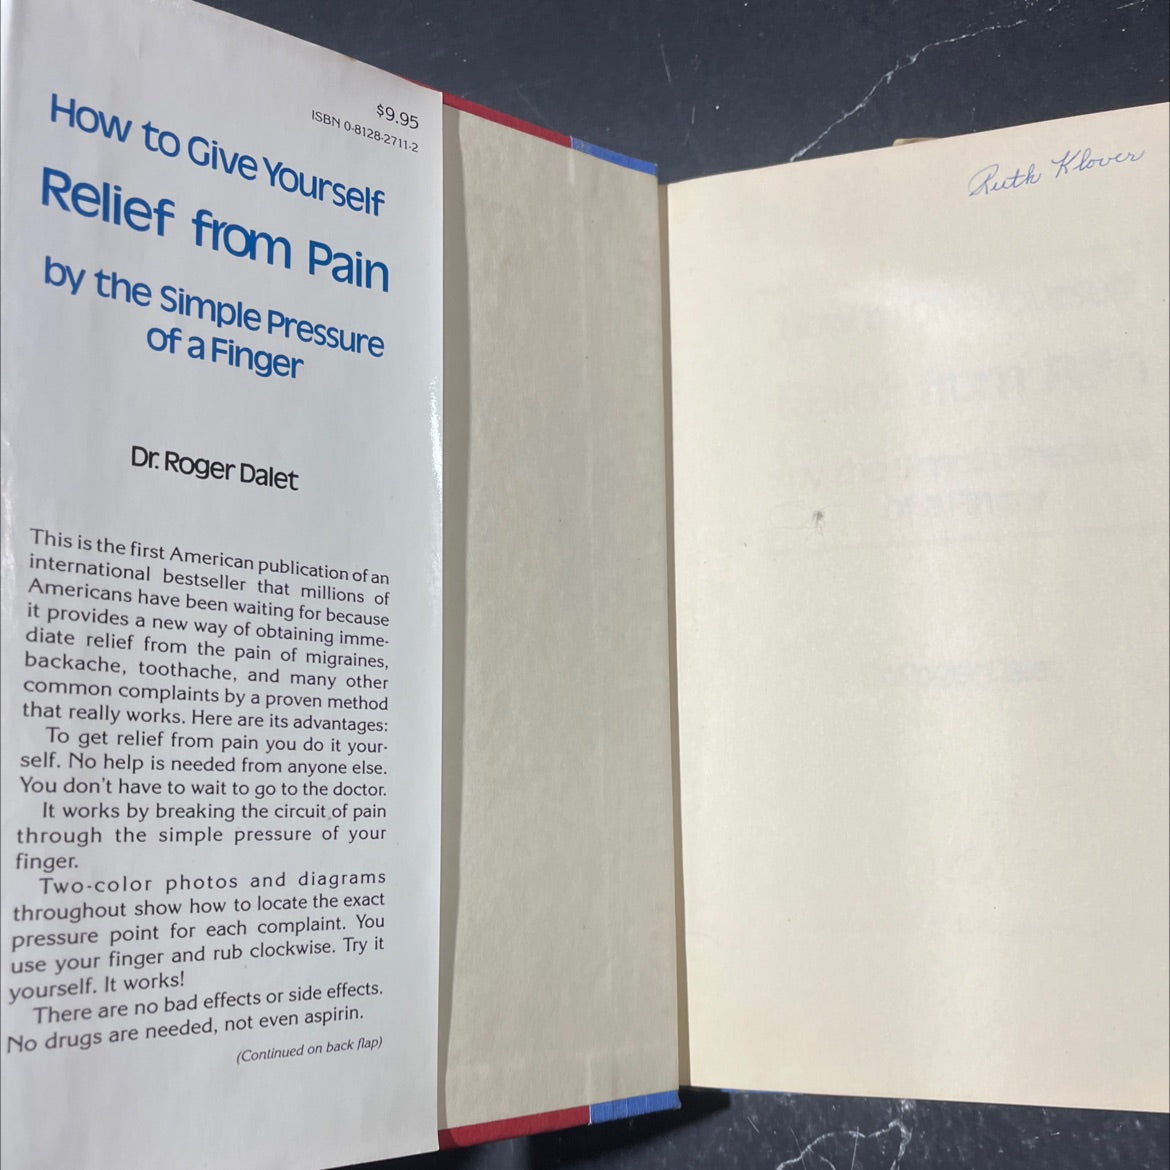 $9.95
ISBN 0-8128-2711-2
How to Give Yourself
Relief from Pain
by the Simple Pressure
of a Finger
Dr. Roger Dalet
This is the first American publication of an
international bestseller that millions of
Americans have been waiting for because
it provides a new way of obtaining imme-
diate relief from the pain of migraines,
backache, toothache, and many other
common complaints by a proven method
that really works. Here are its advantages:
To get relief from pain you do it your-
self. No help is needed from anyone else.
You don't have to wait to go to the doctor.
It works by breaking the circuit of pain
through the simple pressure of your
finger.
Two-color photos and diagrams
throughout show how to locate the exact
pressure point for each complaint. You
use your finger and rub clockwise. Try it
yourself. It works!
There are no bad effects or side effects.
No drugs are needed, not even aspirin.
(Continued on back flap)
Ruth Klover